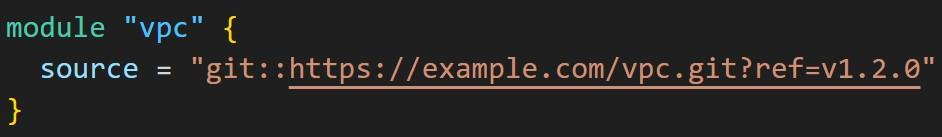 module "vpc" {
  source = "git::https://example.com/vpc.git?ref=v1.2.0"
}